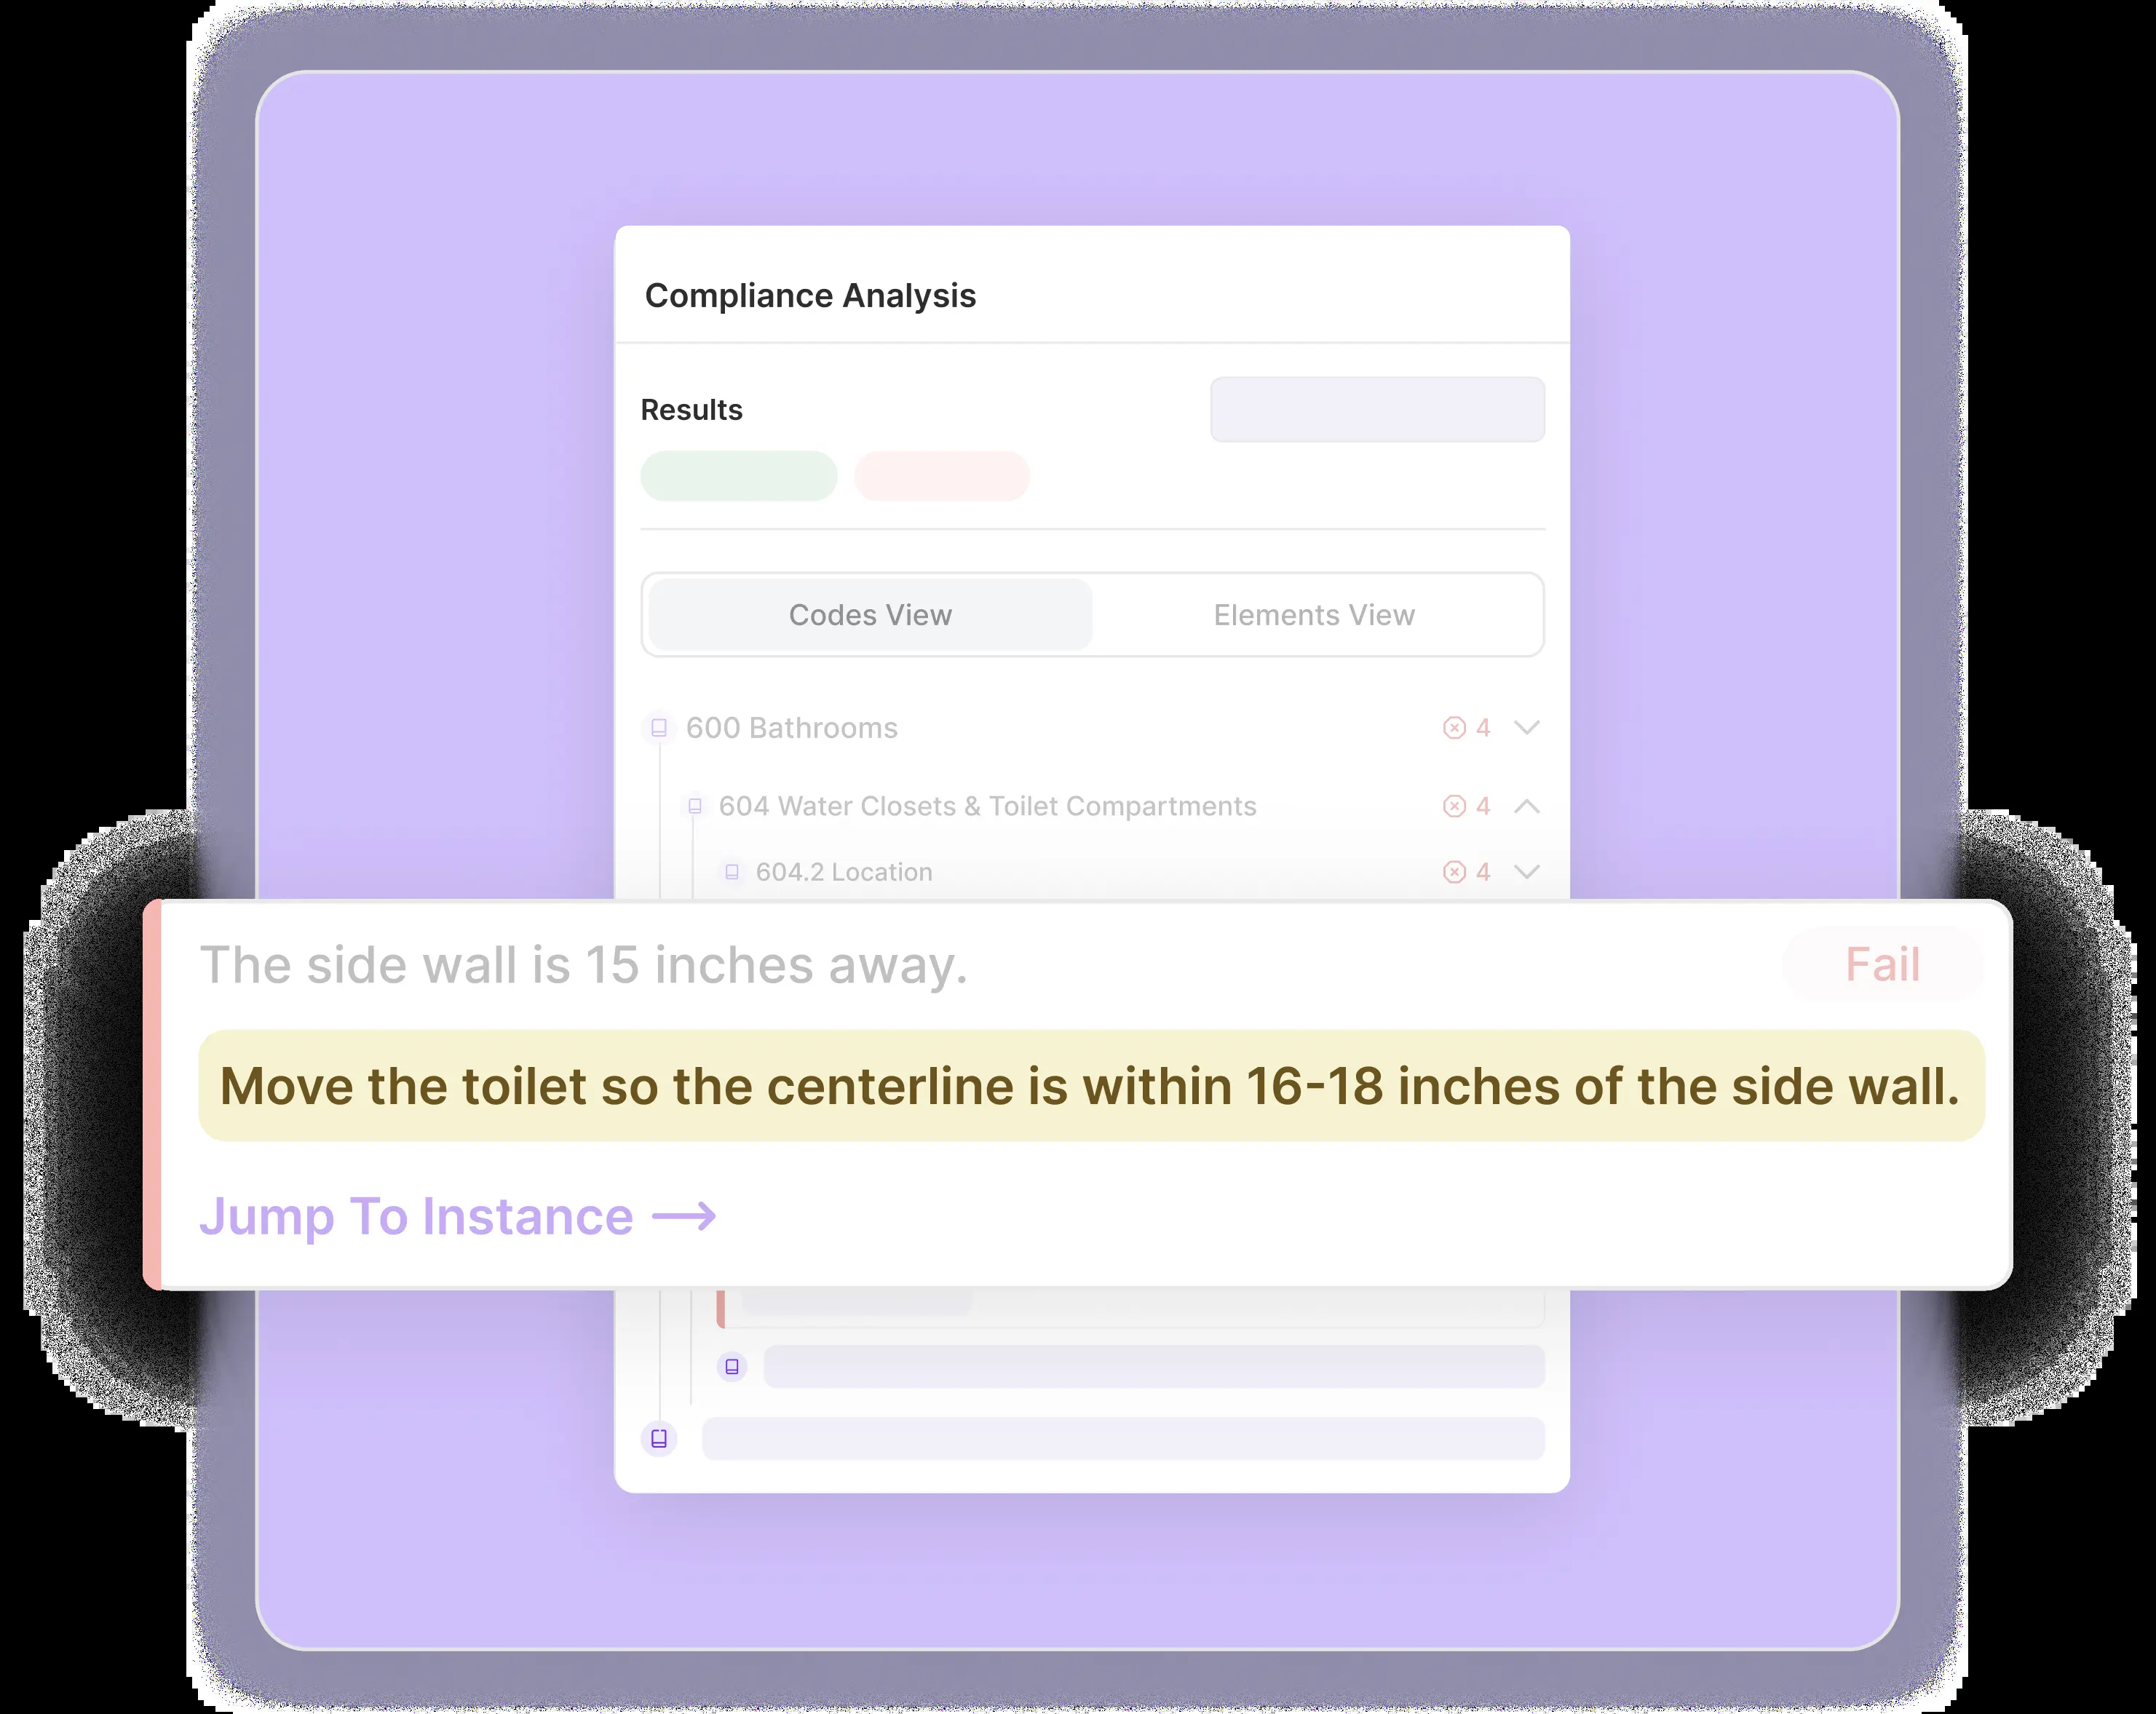 Compliance Analysis
Results
Codes View Elements View
600 Bathrooms 4
604 Water Closets & Toilet Compartments 4
604.2 Location 4
The side wall is 15 inches away. Fail
Move the toilet so the centerline is within 16-18 inches of the side wall.
Jump To Instance →